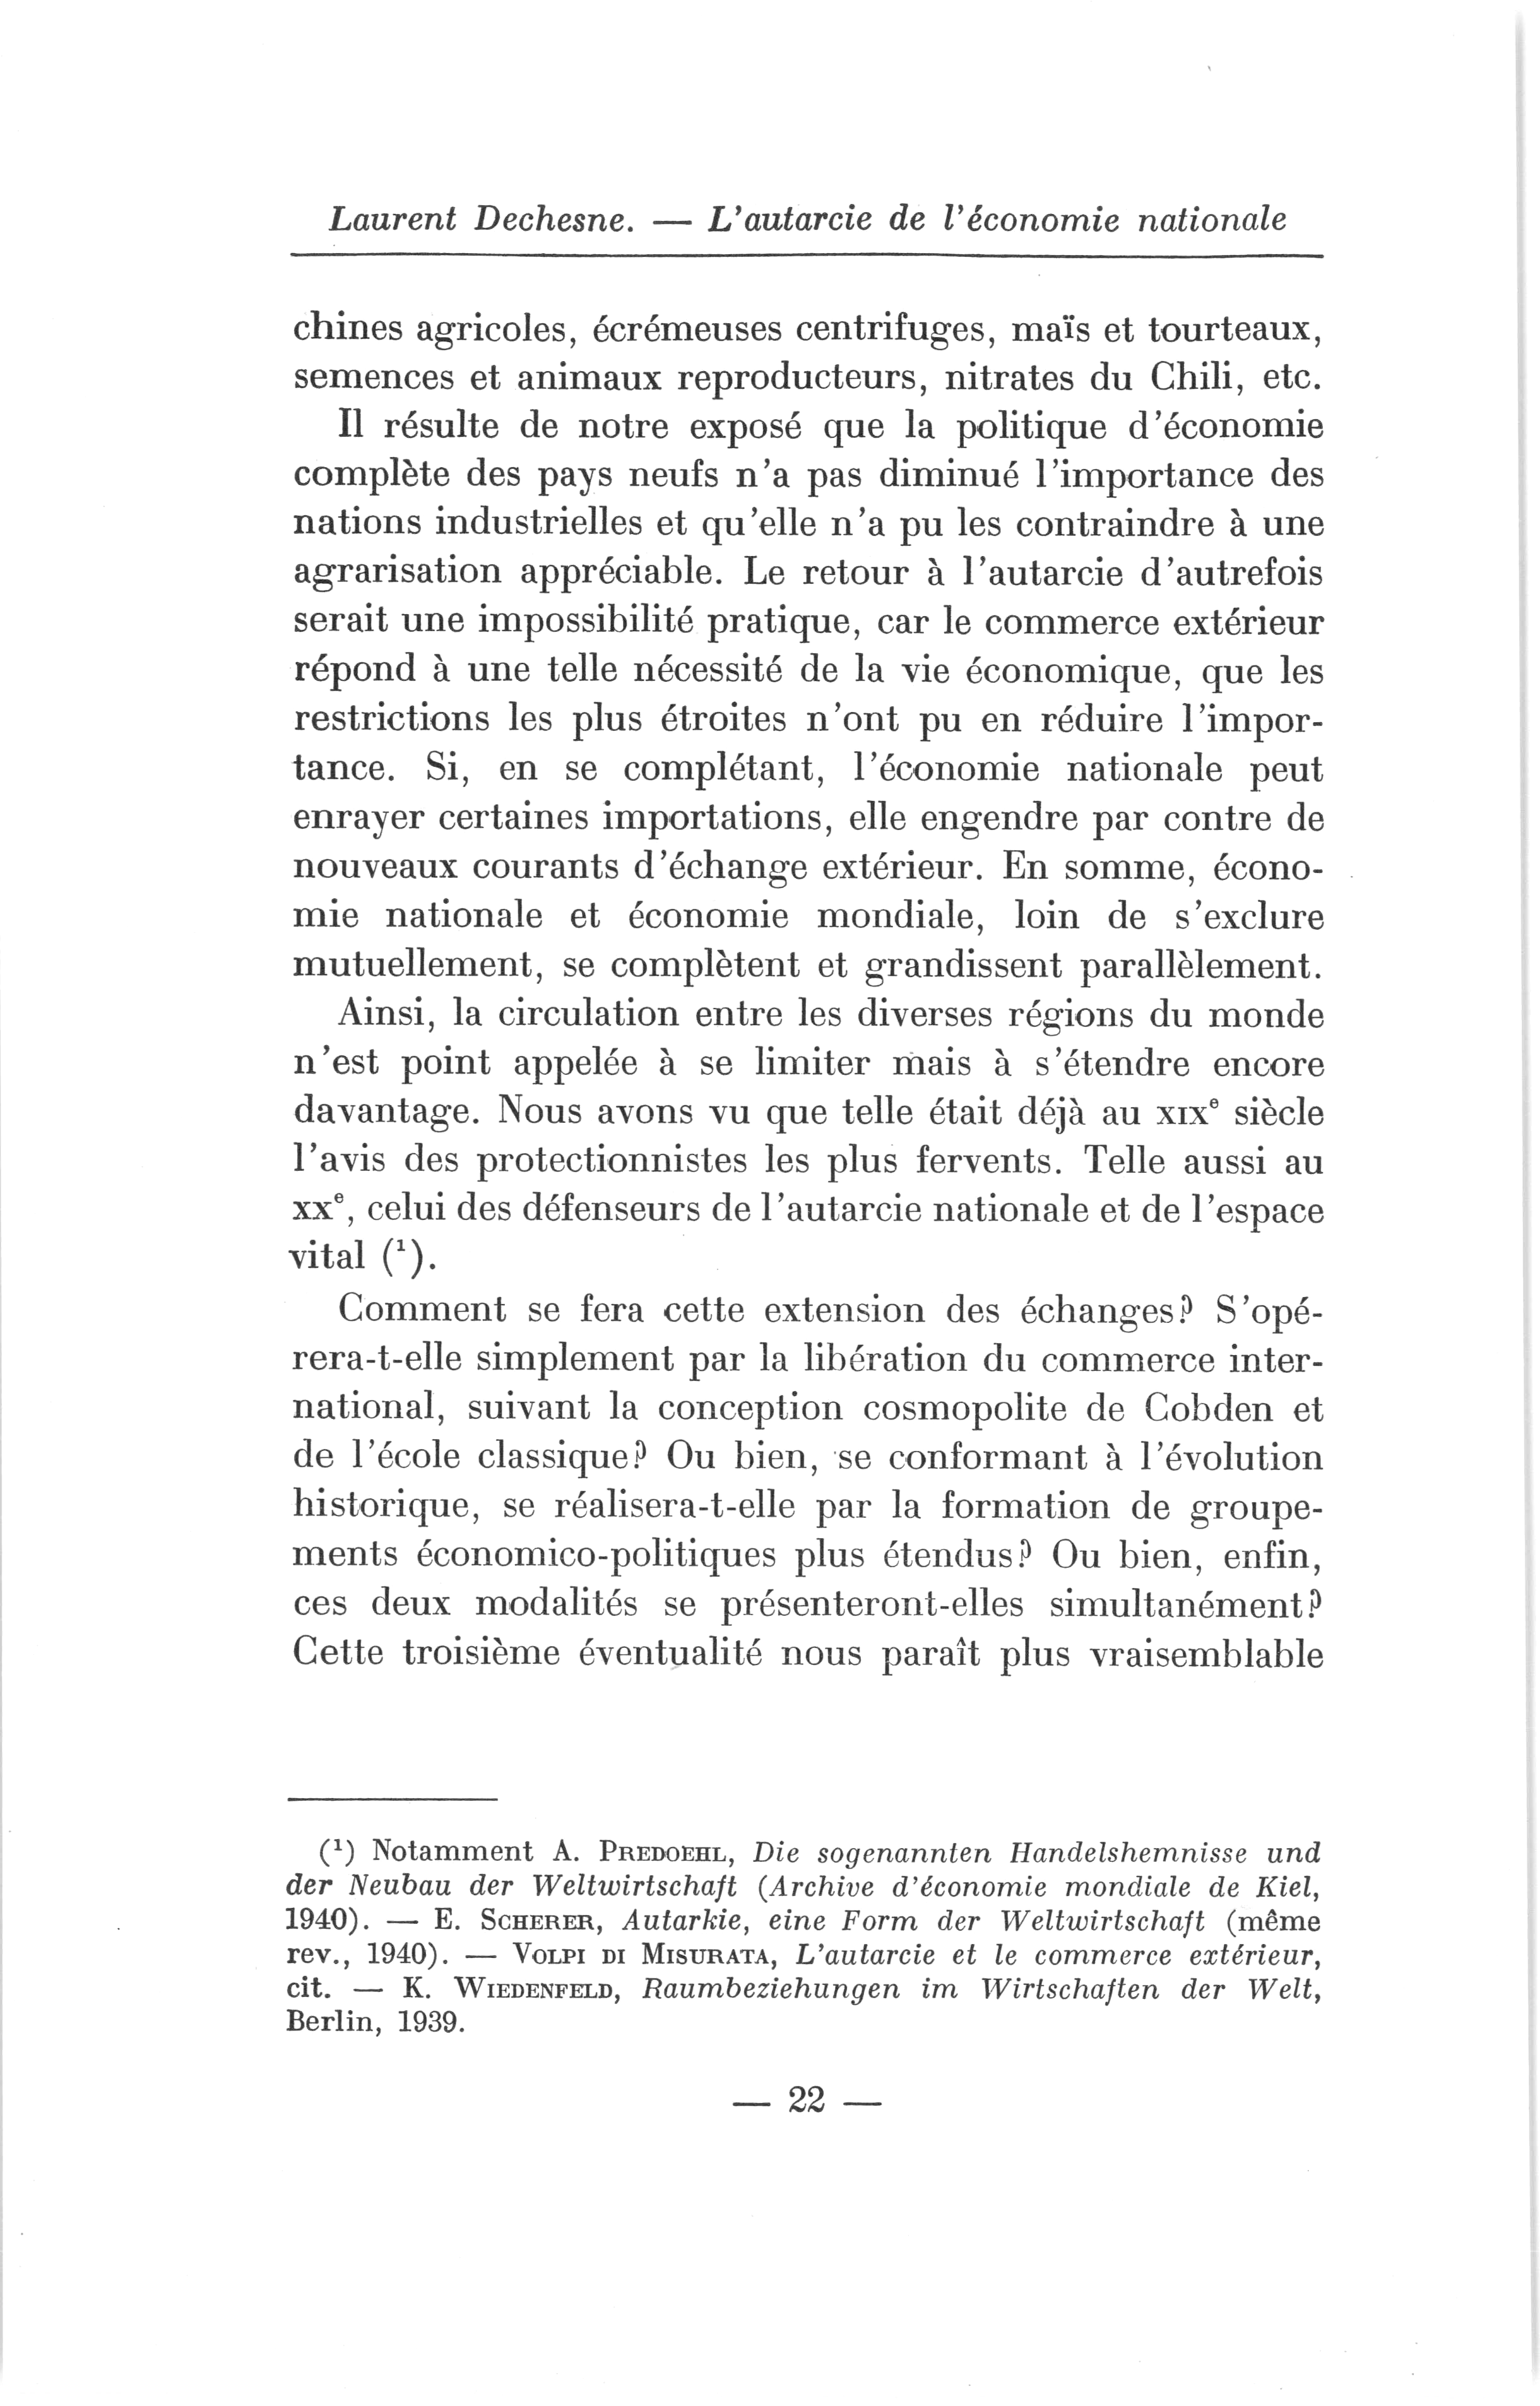 Laurent Dechesne. — L'autarcie de l'économie nationale
chines agricoles, écrémeuses centrifuges, maïs et tourteaux,
semences et animaux reproducteurs, nitrates du Chili, etc.
Il résulte de notre exposé que la politique d'économie
complète des pays neufs n'a pas diminué l'importance des
nations industrielles et qu'elle n'a pu les contraindre à une
agrarisation appréciable. Le retour à l'autarcie d'autrefois
serait une impossibilité pratique, car le commerce extérieur
répond à une telle nécessité de la vie économique, que les
restrictions les plus étroites n'ont pu en réduire l'impor-
tance. Si, en se complétant, l'économie nationale peut
enrayer certaines importations, elle engendre par contre de
nouveaux courants d'échange extérieur. En somme, écono-
mie nationale et économie mondiale, loin de s'exclure
mutuellement, se complètent et grandissent parallèlement.
Ainsi, la circulation entre les diverses régions du monde
n'est point appelée à se limiter mais à s'étendre encore
davantage. Nous avons vu que telle était déjà au XIXᵉ siècle
l'avis des protectionnistes les plus fervents. Telle aussi au
XXᵉ, celui des défenseurs de l'autarcie nationale et de l'espace
vital (¹).
Comment se fera cette extension des échanges? S'opé-
rera-t-elle simplement par la libération du commerce inter-
national, suivant la conception cosmopolite de Cobden et
de l'école classique? Ou bien, se conformant à l'évolution
historique, se réalisera-t-elle par la formation de groupe-
ments économico-politiques plus étendus? Ou bien, enfin,
ces deux modalités se présenteront-elles simultanément?
Cette troisième éventualité nous paraît plus vraisemblable
(¹) Notamment A. PREDOEHL, Die sogenannten Handelshemnisse und
der Neubau der Weltwirtschaft (Archive d'économie mondiale de Kiel,
1940). — E. SCHERER, Autarkie, eine Form der Weltwirtschaft (même
rev., 1940). — VOLPI DI MISURATA, L'autarcie et le commerce extérieur,
cit. — K. WIEDENFELD, Raumbeziehungen im Wirtschaften der Welt,
Berlin, 1939.
— 22 —